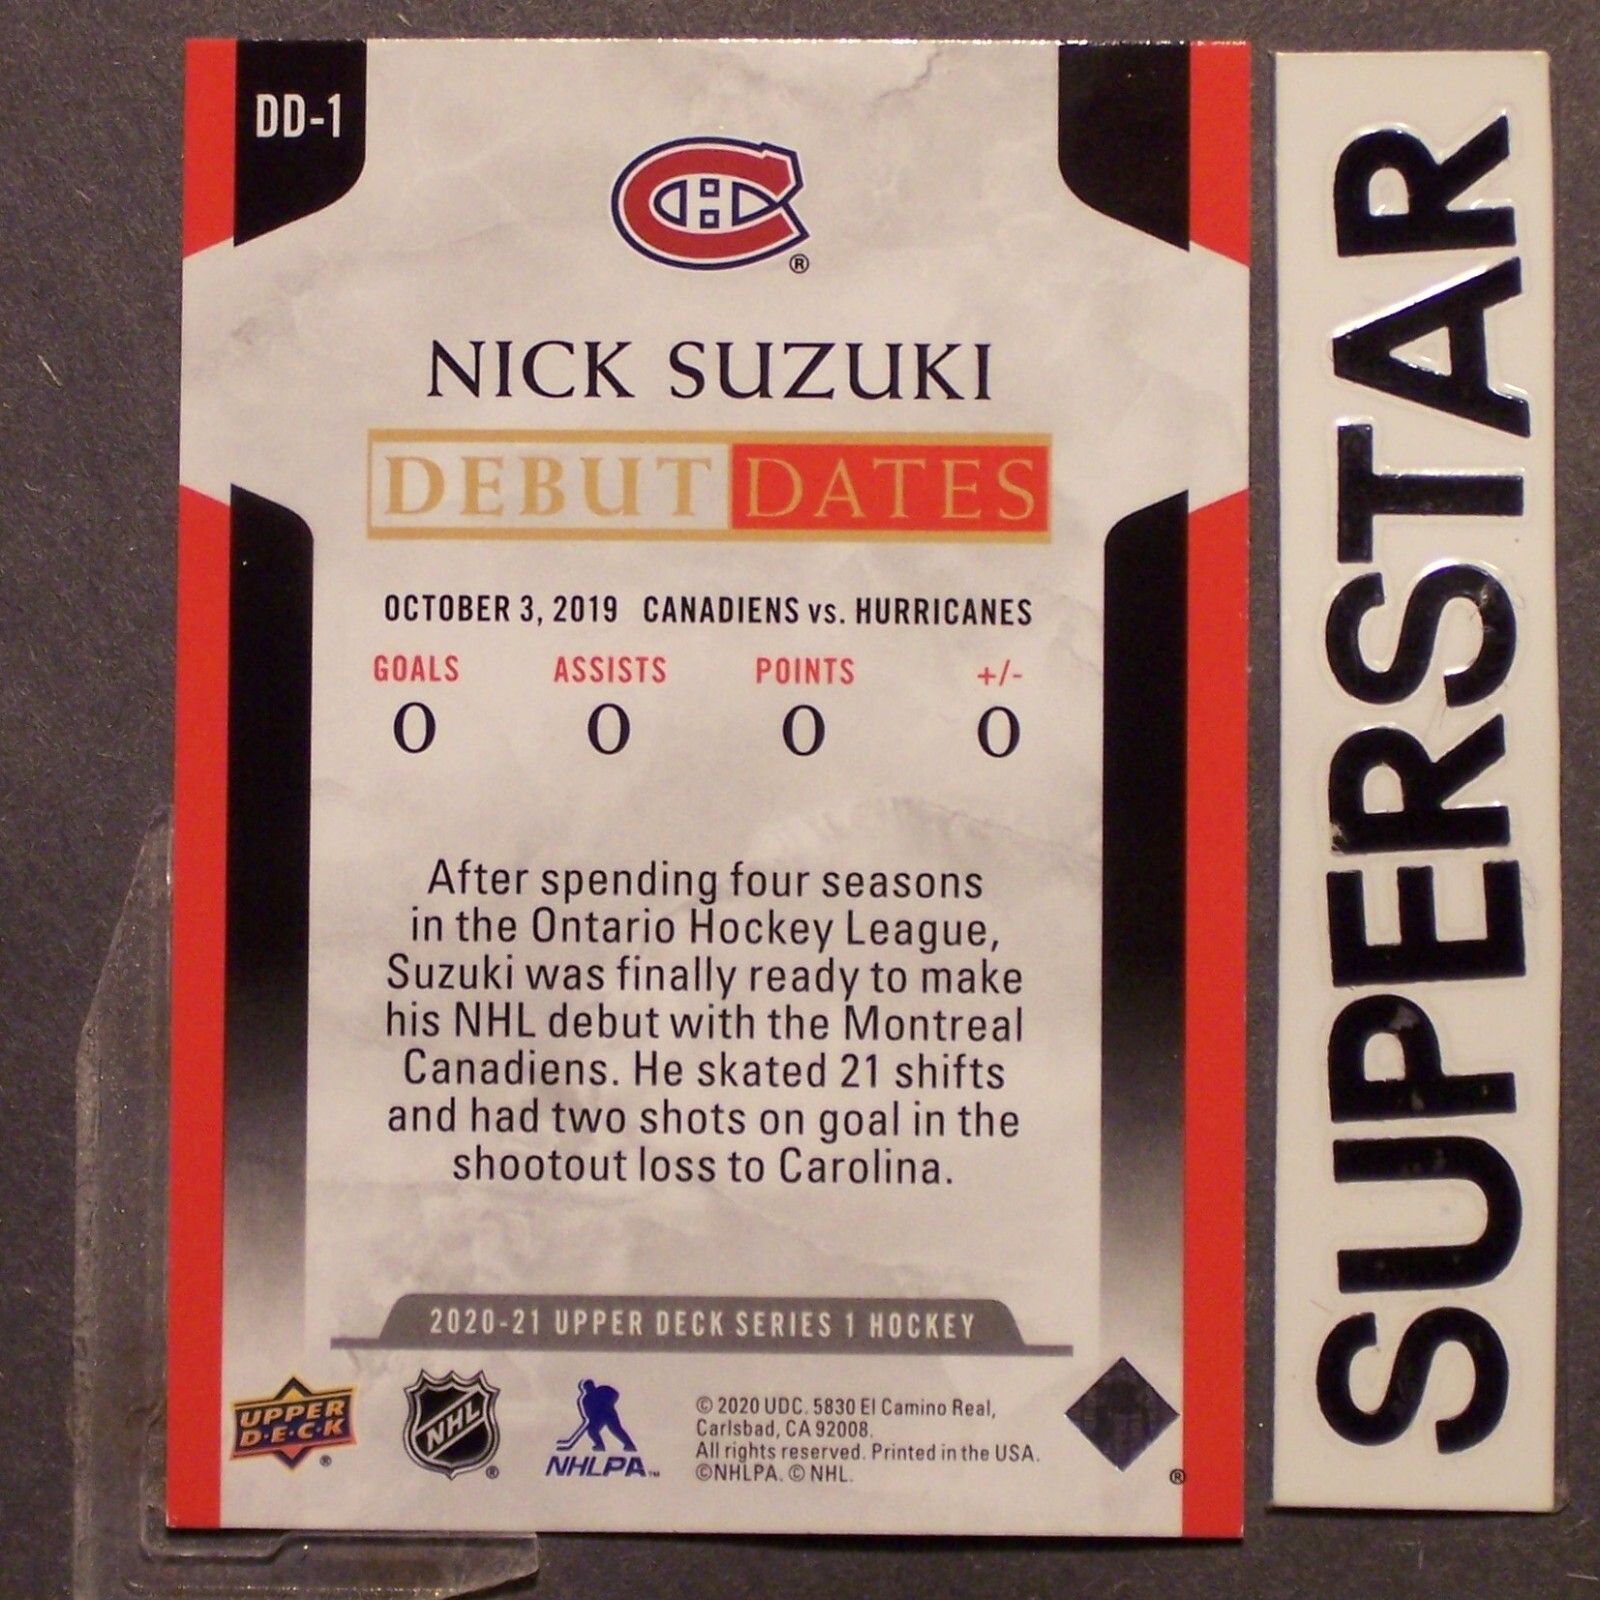 DD-1
®
NICK SUZUKI
DEBUT DATES
OCTOBER 3, 2019 CANADIENS vs. HURRICANES
GOALS ASSISTS POINTS +/-
0 0 0 0
After spending four seasons
in the Ontario Hockey League,
Suzuki was finally ready to make
his NHL debut with the Montreal
Canadiens. He skated 21 shifts
and had two shots on goal in the
shootout loss to Carolina.
2020-21 UPPER DECK SERIES 1 HOCKEY
UPPER
D·E·C·K
®
NHL
®
NHLPA™
© 2020 UDC. 5830 El Camino Real,
Carlsbad, CA 92008.
All rights reserved. Printed in the USA.
©NHLPA. © NHL.
®
SUPERSTAR